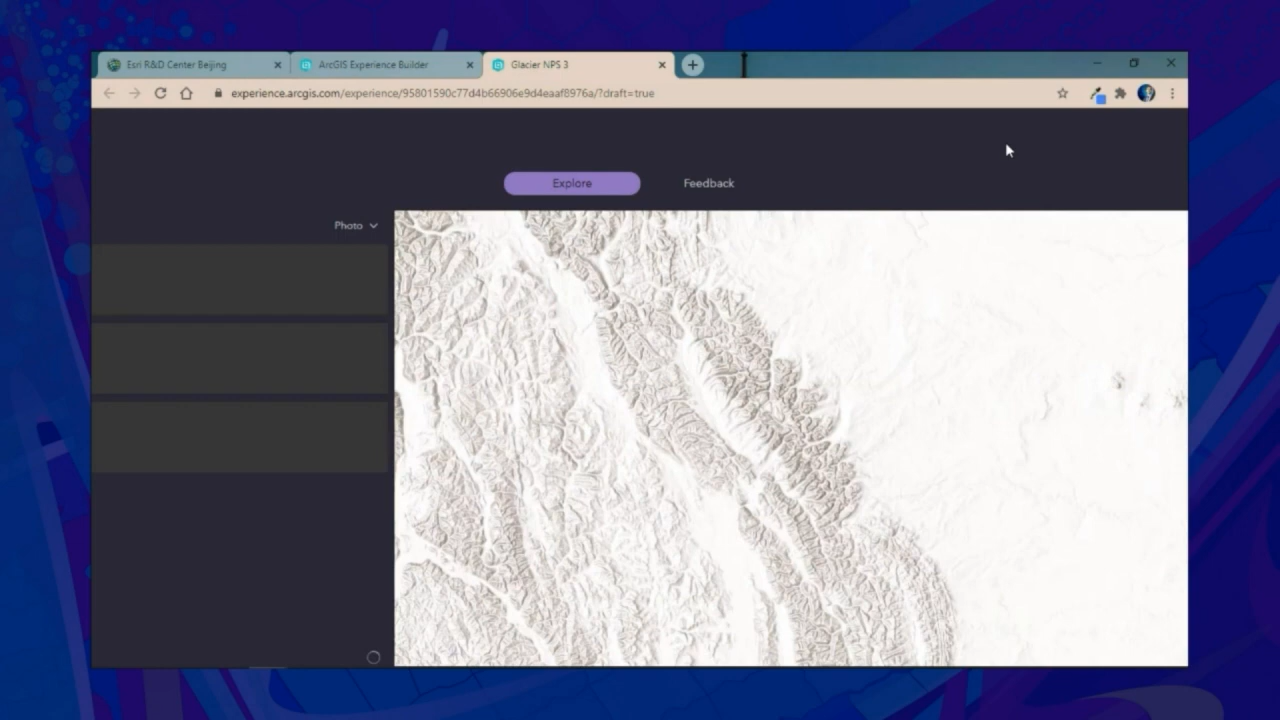 Esri R&D Center Beijing
ArcGIS Experience Builder
Glacier NPS 3
experience.arcgis.com/experience/95801590c77d4b66906e9d4eaaf8976a/?draft=true
Explore
Feedback
Photo